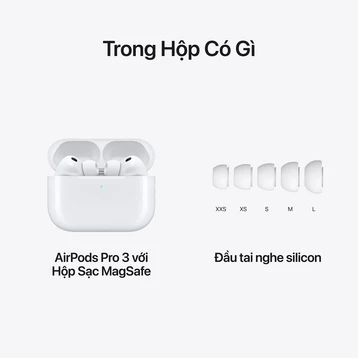 Trong Hộp Có Gì
XXS XS S M L
AirPods Pro 3 với
Hộp Sạc MagSafe
Đầu tai nghe silicon